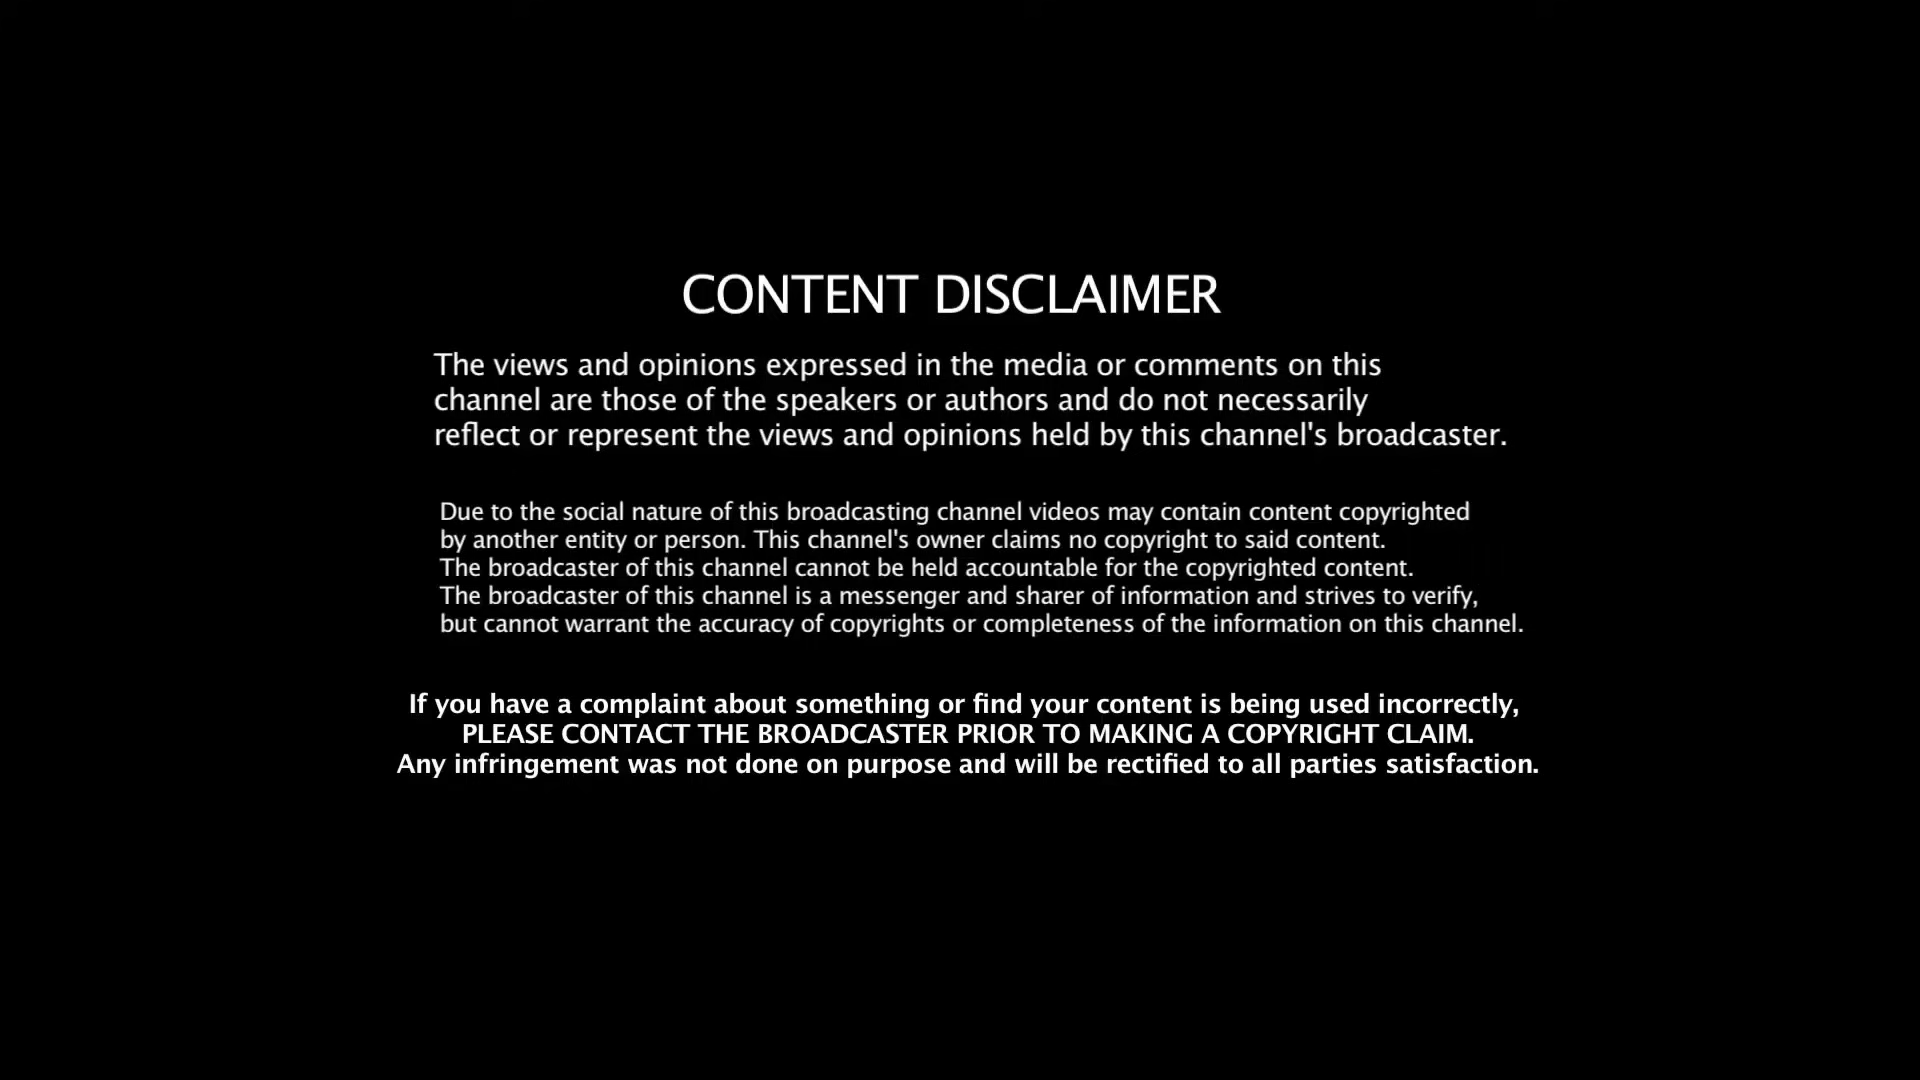 CONTENT DISCLAIMER
The views and opinions expressed in the media or comments on this
channel are those of the speakers or authors and do not necessarily
reflect or represent the views and opinions held by this channel's broadcaster.
Due to the social nature of this broadcasting channel videos may contain content copyrighted
by another entity or person. This channel's owner claims no copyright to said content.
The broadcaster of this channel cannot be held accountable for the copyrighted content.
The broadcaster of this channel is a messenger and sharer of information and strives to verify,
but cannot warrant the accuracy of copyrights or completeness of the information on this channel.
If you have a complaint about something or find your content is being used incorrectly,
PLEASE CONTACT THE BROADCASTER PRIOR TO MAKING A COPYRIGHT CLAIM.
Any infringement was not done on purpose and will be rectified to all parties satisfaction.